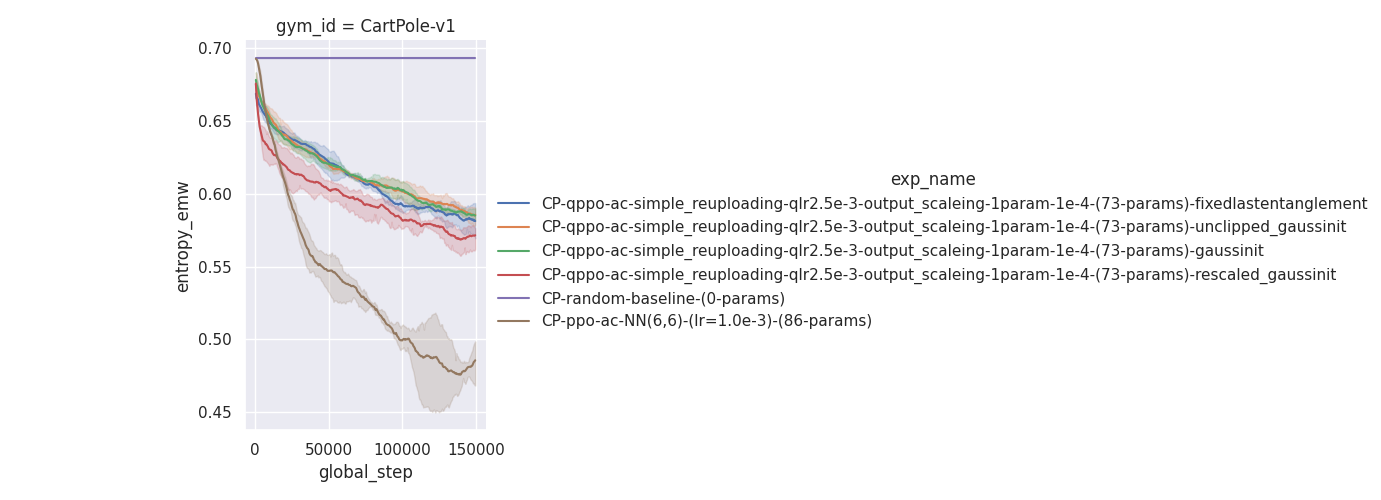 gym_id = CartPole-v1
0.70
0.65
0.60
0.55
0.50
0.45
entropy_emw
0 50000 100000 150000
global_step
exp_name
CP-qppo-ac-simple_reuploading-qlr2.5e-3-output_scaleing-1param-1e-4-(73-params)-fixedlastentanglement
CP-qppo-ac-simple_reuploading-qlr2.5e-3-output_scaleing-1param-1e-4-(73-params)-unclipped_gaussinit
CP-qppo-ac-simple_reuploading-qlr2.5e-3-output_scaleing-1param-1e-4-(73-params)-gaussinit
CP-qppo-ac-simple_reuploading-qlr2.5e-3-output_scaleing-1param-1e-4-(73-params)-rescaled_gaussinit
CP-random-baseline-(0-params)
CP-ppo-ac-NN(6,6)-(lr=1.0e-3)-(86-params)